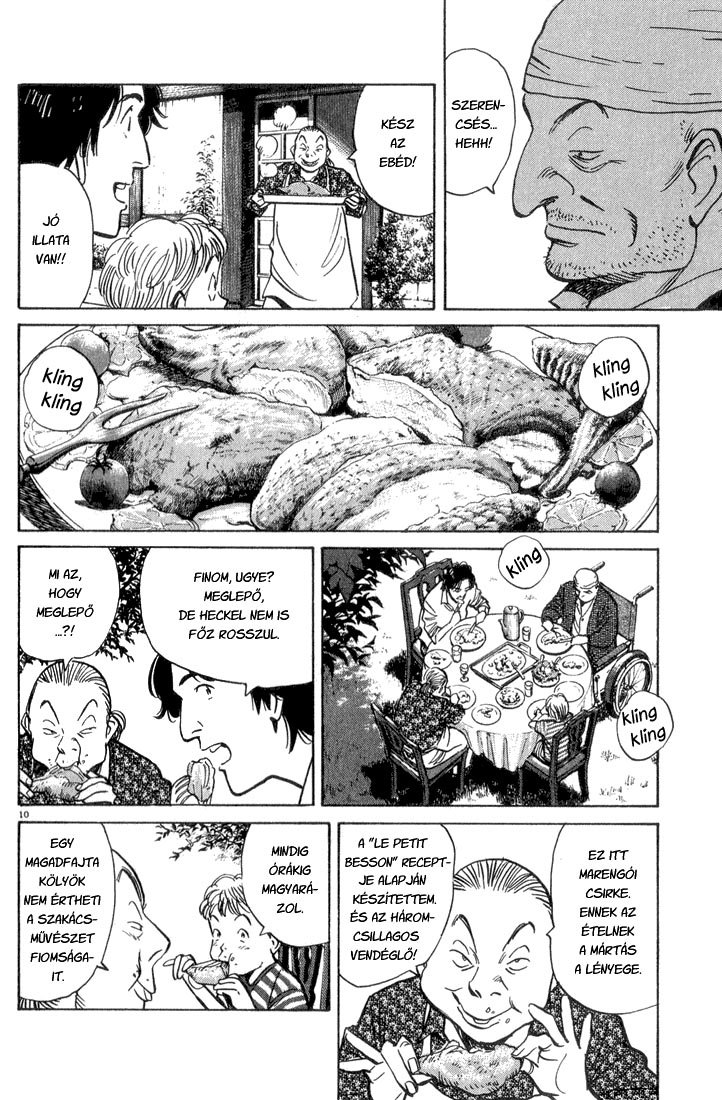 SZEREN-
CSÉS...
HEHH!
KÉSZ
AZ
EBÉD!
JÓ
ILLATA
VAN!!
kling
kling
kling
kling
kling
kling
kling
FINOM, UGYE?
MEGLEPŐ,
DE HECKEL NEM IS
FŐZ ROSSZUL.
MI AZ,
HOGY
MEGLEPŐ
...?!
EZ ITT
MARENGÓI
CSIRKE.
ENNEK AZ
ÉTELNEK
A MÁRTÁS
A LÉNYEGE.
A "LE PETIT
BESSON" RECEPT-
JE ALAPJÁN
KÉSZÍTETTEM.
ÉS AZ HÁROM-
CSILLAGOS
VENDÉGLŐ!
MINDIG
ÓRÁKIG
MAGYARÁ-
ZOL.
EGY
MAGADFAJTA
KÖLYÖK
NEM ÉRTHETI
A SZAKÁCS-
MŰVÉSZET
FIOMSÁGA-
IT.
10